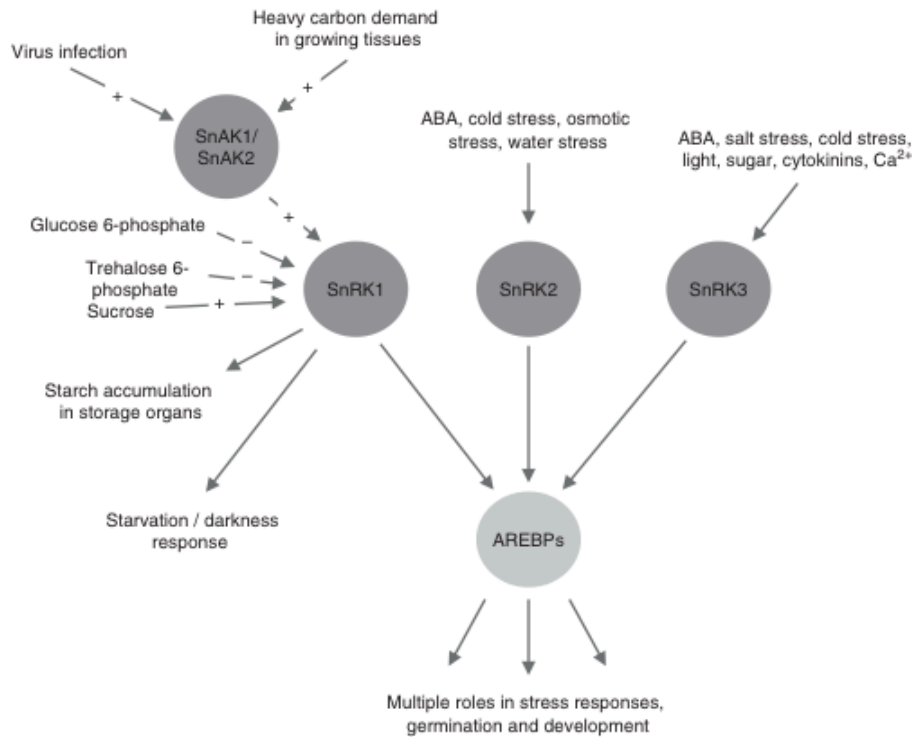 Heavy carbon demand
in growing tissues
Virus infection
+
+
SnAK1/
SnAK2
ABA, cold stress, osmotic
stress, water stress
ABA, salt stress, cold stress,
light, sugar, cytokinins, Ca²⁺
+
Glucose 6-phosphate
–
Trehalose 6-
phosphate
–
Sucrose
+
SnRK1
SnRK2
SnRK3
Starch accumulation
in storage organs
Starvation / darkness
response
AREBPs
Multiple roles in stress responses,
germination and development